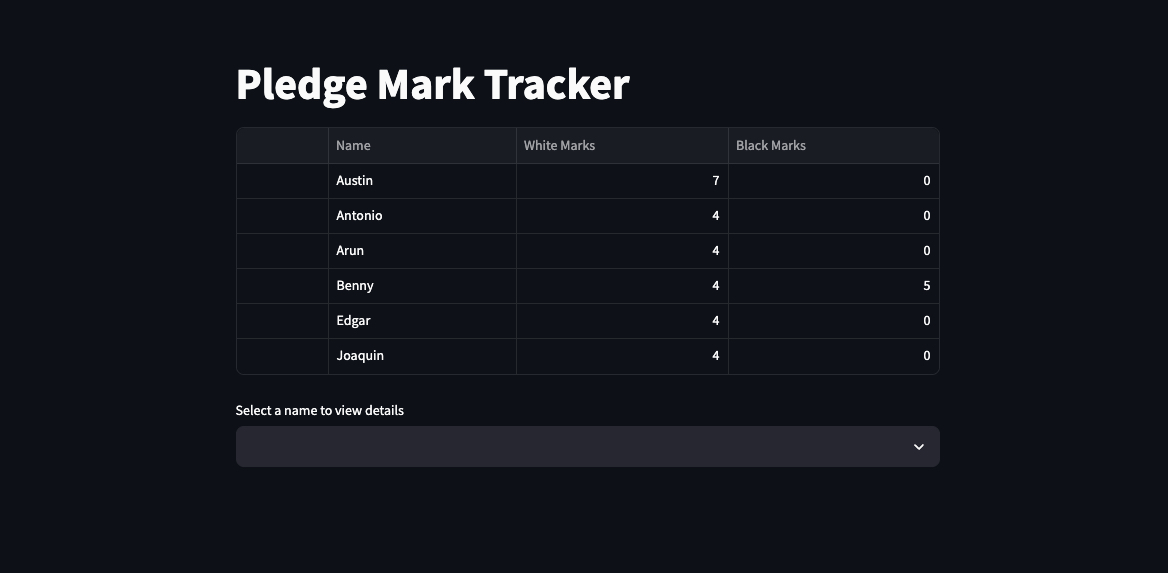 Pledge Mark Tracker
Name White Marks Black Marks
Austin 7 0
Antonio 4 0
Arun 4 0
Benny 4 5
Edgar 4 0
Joaquin 4 0
Select a name to view details